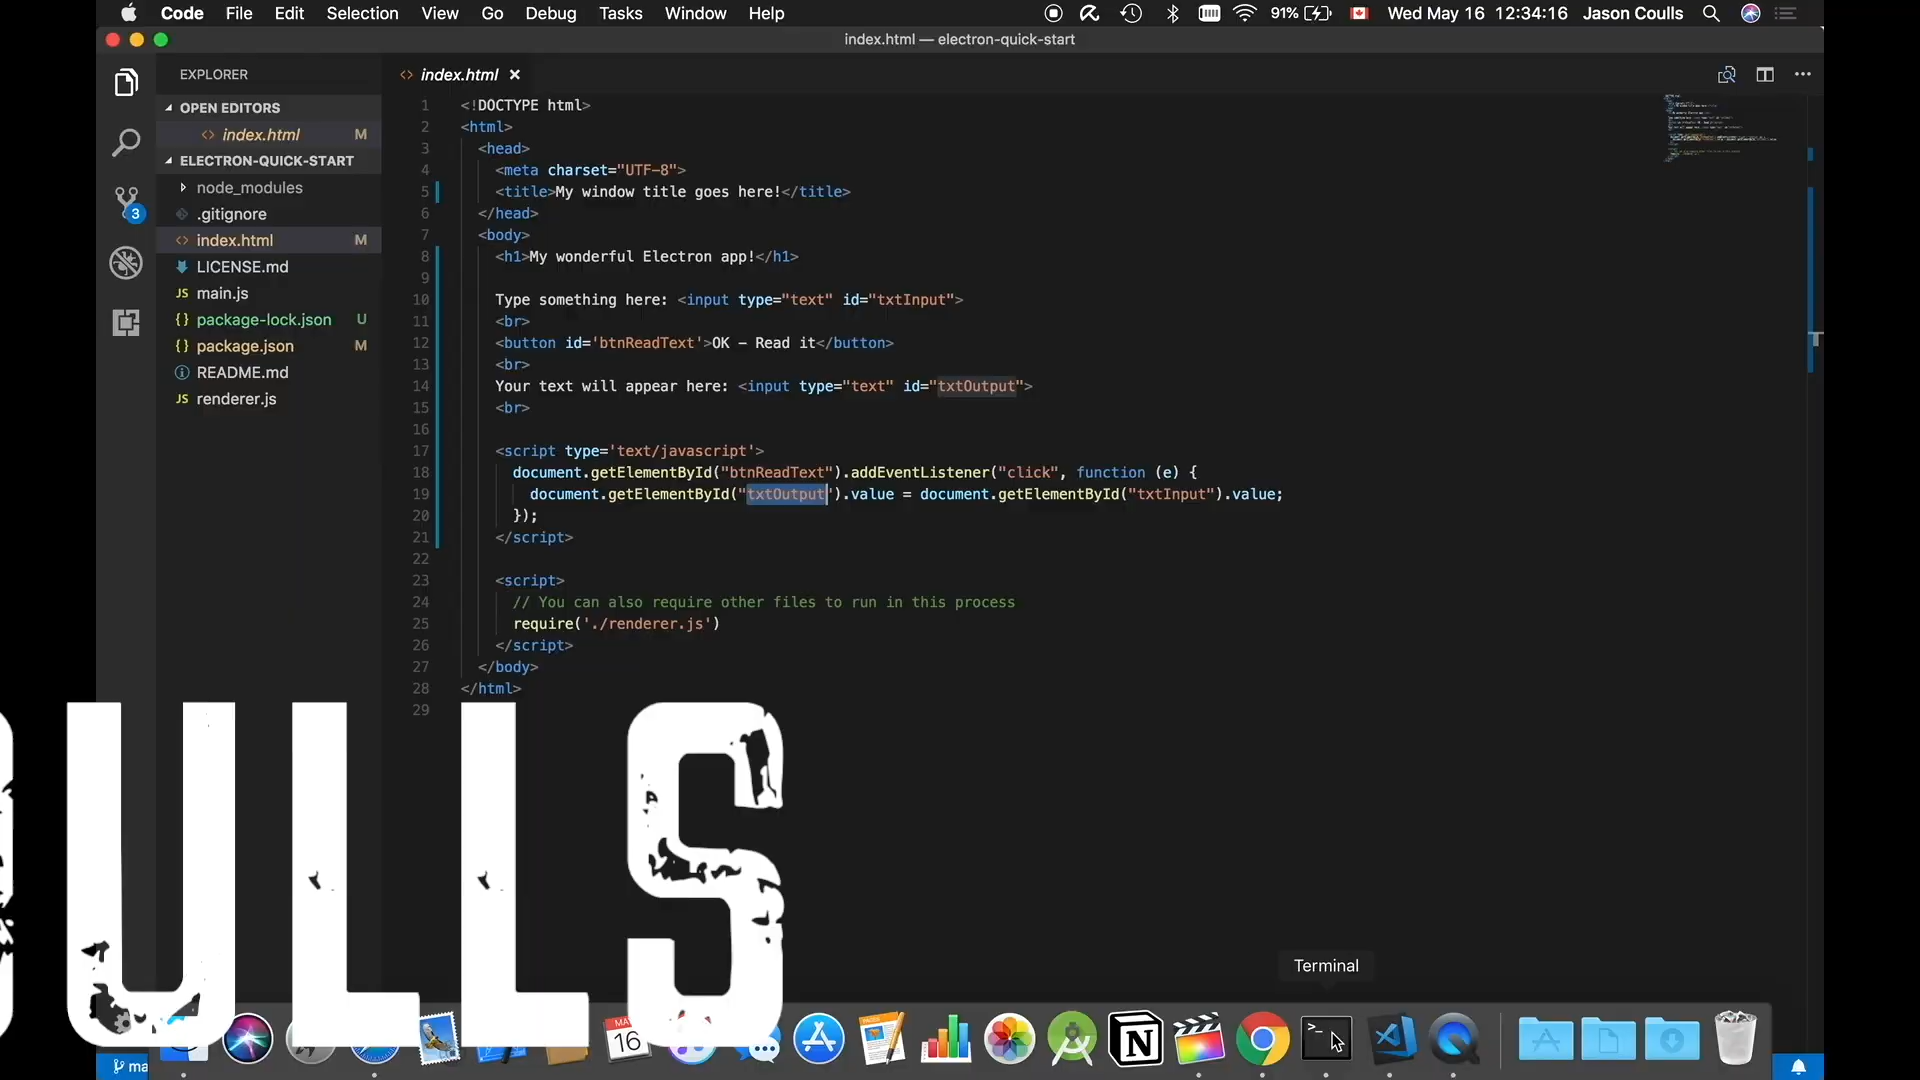 Code File Edit Selection View Go Debug Tasks Window Help 91% Wed May 16 12:34:16 Jason Coulls
index.html — electron-quick-start
EXPLORER
OPEN EDITORS
<> index.html M
ELECTRON-QUICK-START
node_modules
.gitignore
<> index.html M
LICENSE.md
JS main.js
{} package-lock.json U
{} package.json M
README.md
JS renderer.js
3
<> index.html ×
1 <!DOCTYPE html>
2 <html>
3 <head>
4 <meta charset="UTF-8">
5 <title>My window title goes here!</title>
6 </head>
7 <body>
8 <h1>My wonderful Electron app!</h1>
9
10 Type something here: <input type="text" id="txtInput">
11 <br>
12 <button id='btnReadText'>OK - Read it</button>
13 <br>
14 Your text will appear here: <input type="text" id="txtOutput">
15 <br>
16
17 <script type='text/javascript'>
18 document.getElementById("btnReadText").addEventListener("click", function (e) {
19 document.getElementById("txtOutput").value = document.getElementById("txtInput").value;
20 });
21 </script>
22
23 <script>
24 // You can also require other files to run in this process
25 require('./renderer.js')
26 </script>
27 </body>
28 </html>
29
ULLS
Terminal
MAY
16
N
>_
ma